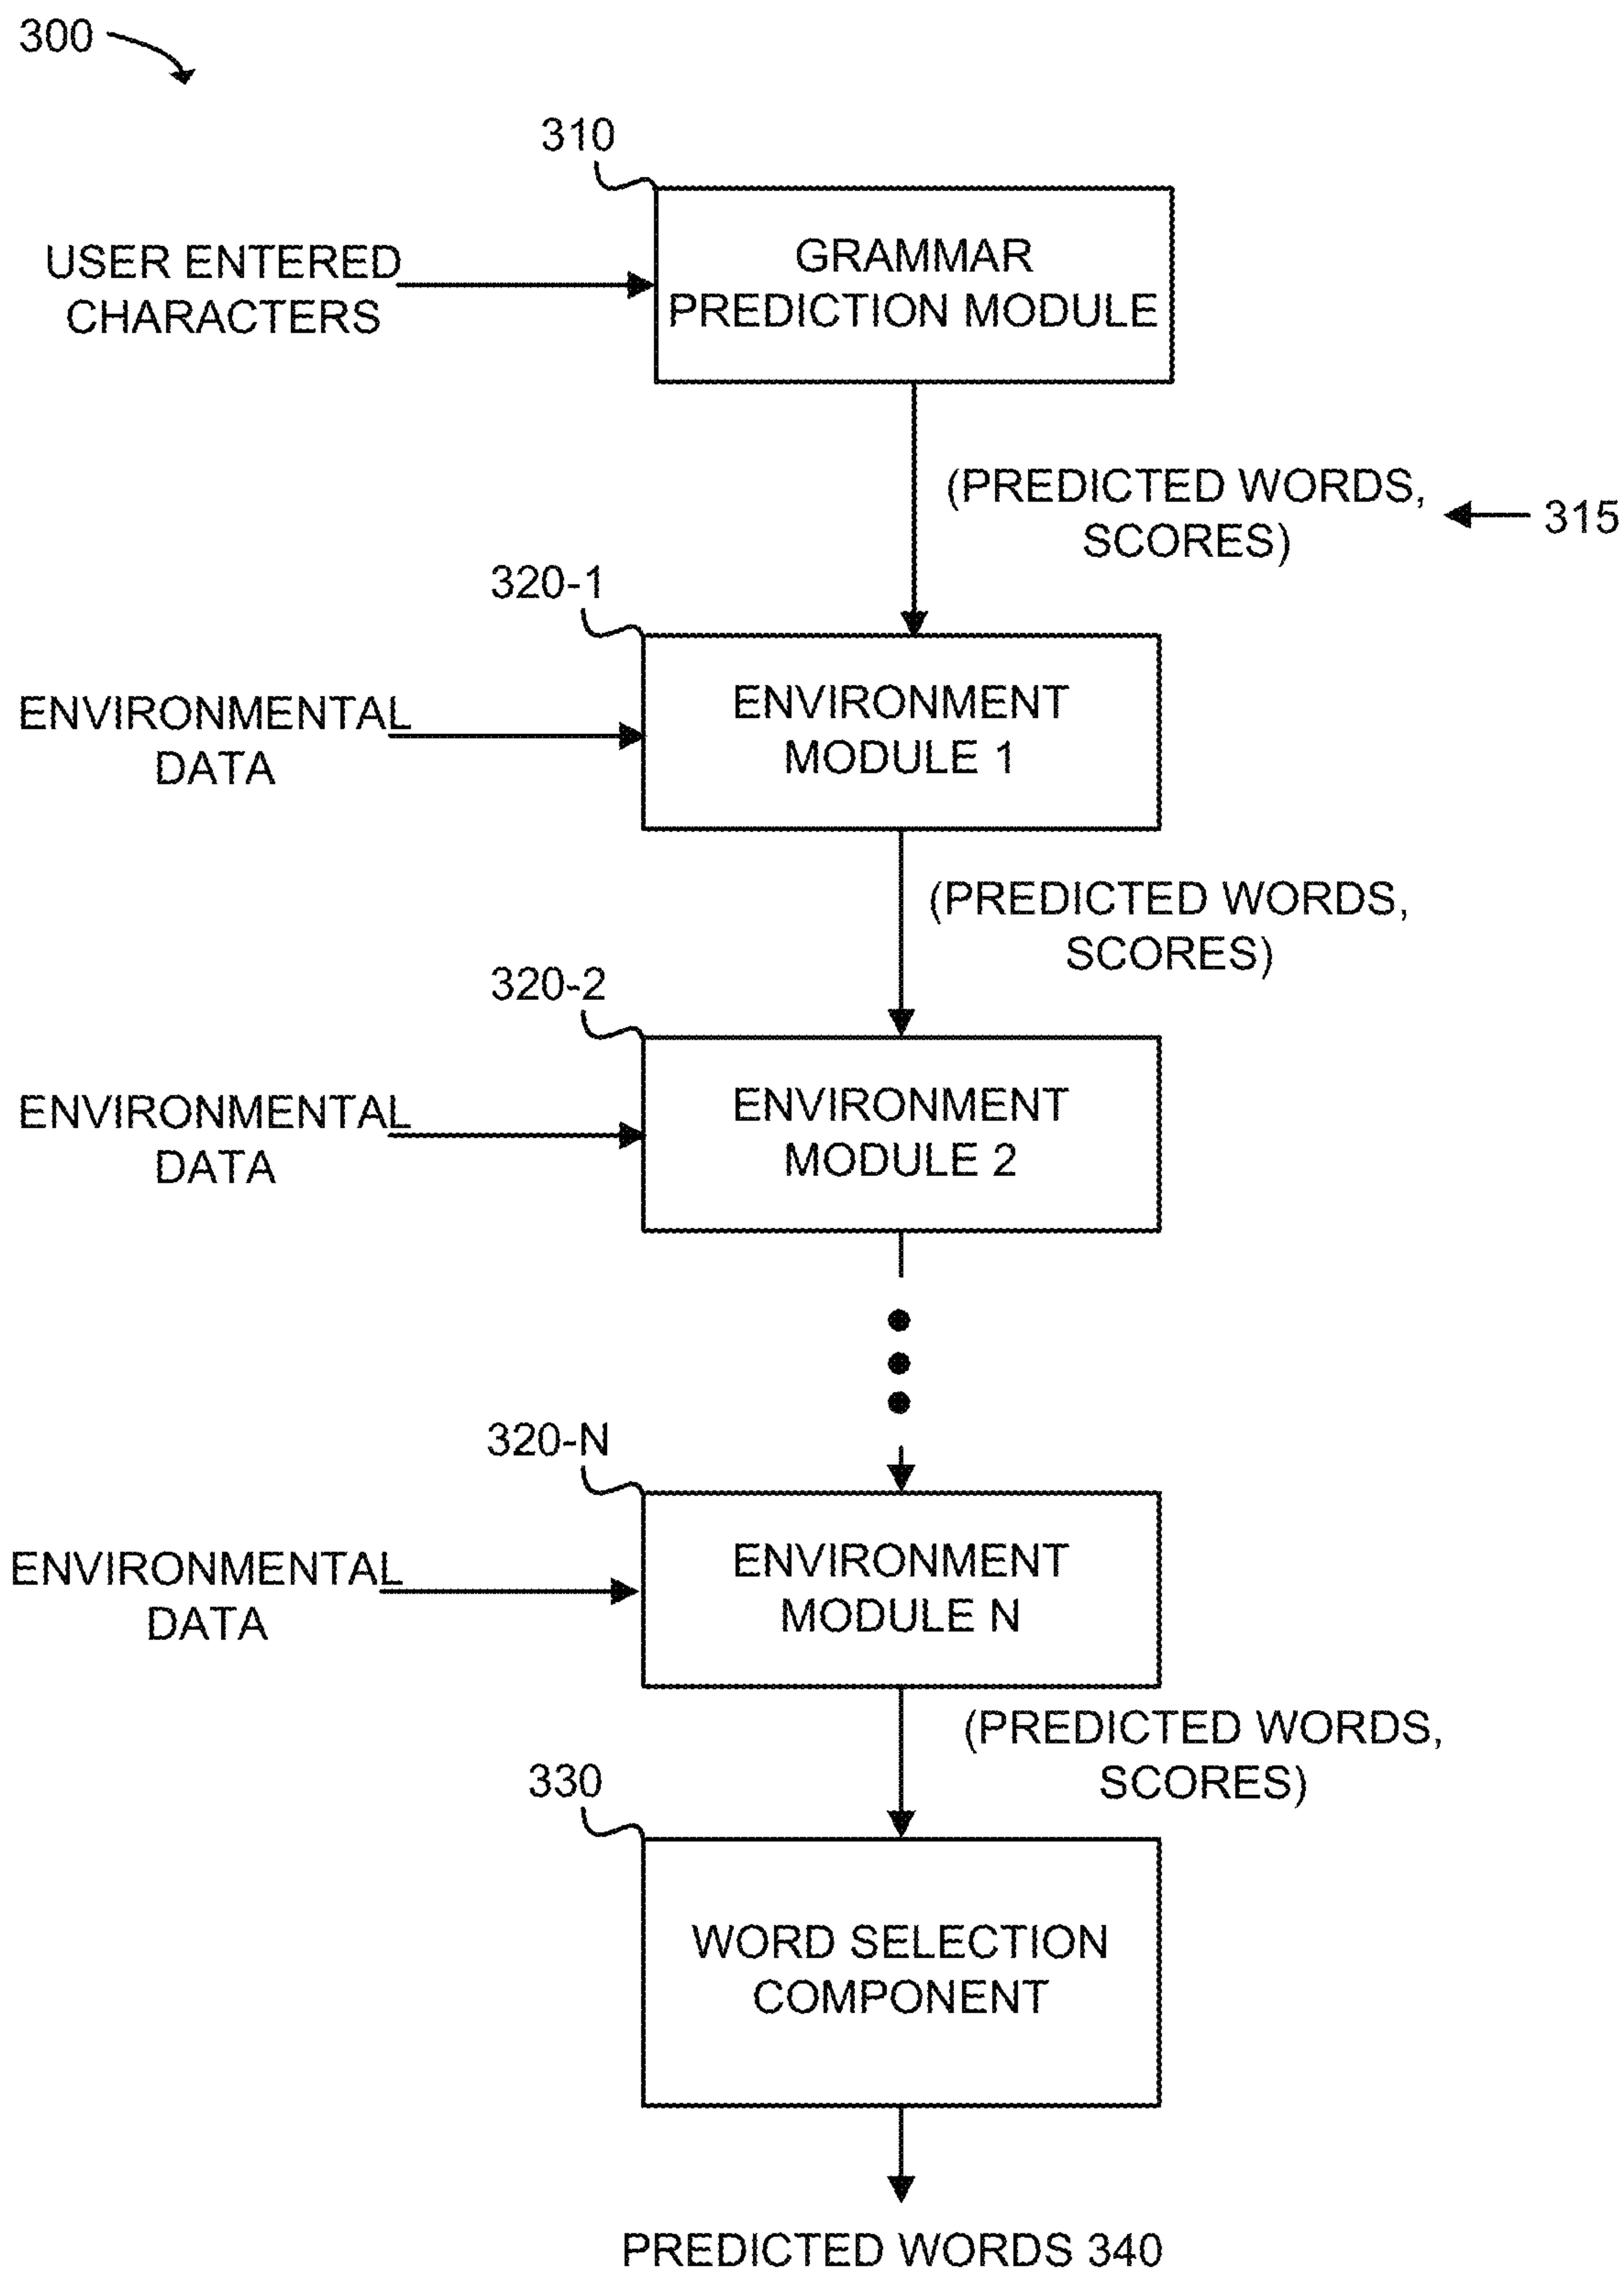 300
310
USER ENTERED
CHARACTERS
GRAMMAR
PREDICTION MODULE
(PREDICTED WORDS,
SCORES)
315
320-1
ENVIRONMENTAL
DATA
ENVIRONMENT
MODULE 1
(PREDICTED WORDS,
SCORES)
320-2
ENVIRONMENTAL
DATA
ENVIRONMENT
MODULE 2
320-N
ENVIRONMENTAL
DATA
ENVIRONMENT
MODULE N
(PREDICTED WORDS,
SCORES)
330
WORD SELECTION
COMPONENT
PREDICTED WORDS 340